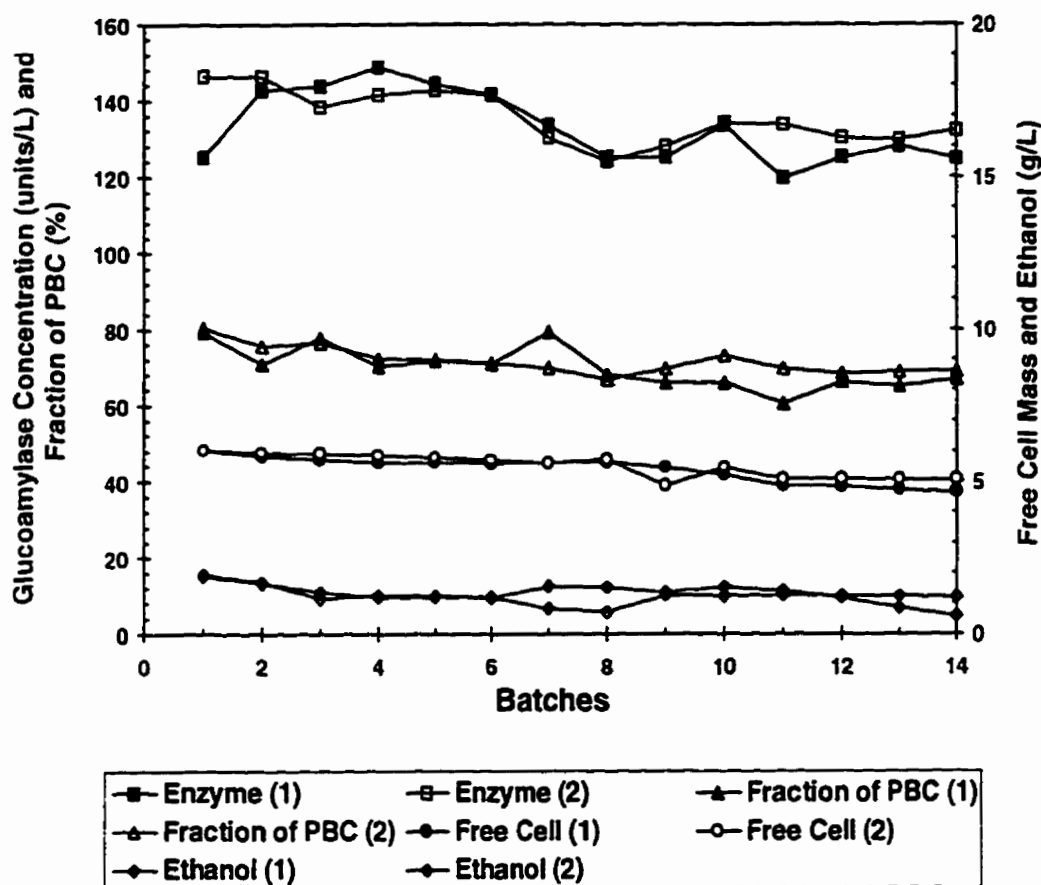 Glucoamylase Concentration (units/L) and
Fraction of PBC (%)
160
140
120
100
80
60
40
20
0
20
15
10
5
0
Free Cell Mass and Ethanol (g/L)
0 2 4 6 8 10 12 14
Batches
Enzyme (1) Enzyme (2) Fraction of PBC (1)
Fraction of PBC (2) Free Cell (1) Free Cell (2)
Ethanol (1) Ethanol (2)